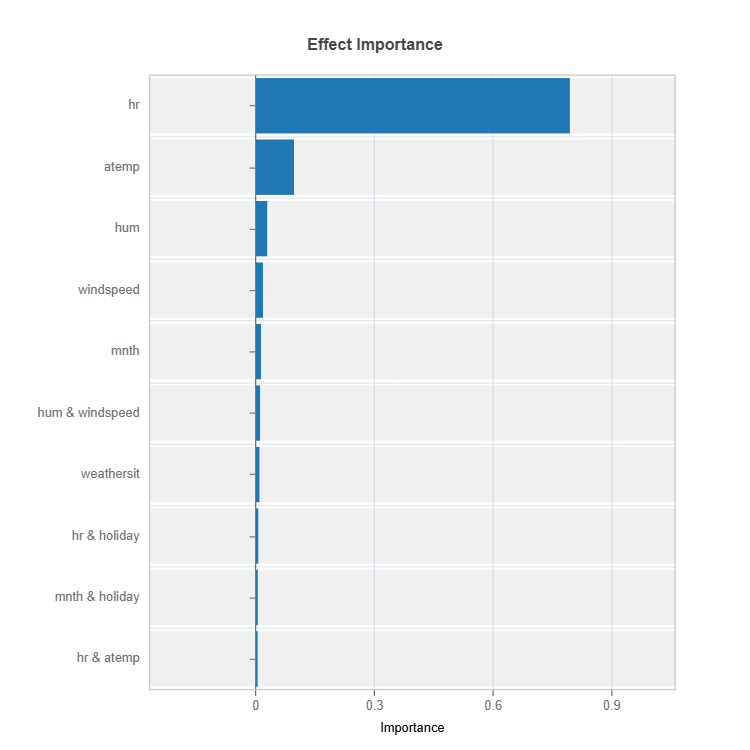 Effect Importance
hr
atemp
hum
windspeed
mnth
hum & windspeed
weathersit
hr & holiday
mnth & holiday
hr & atemp
0 0.3 0.6 0.9
Importance